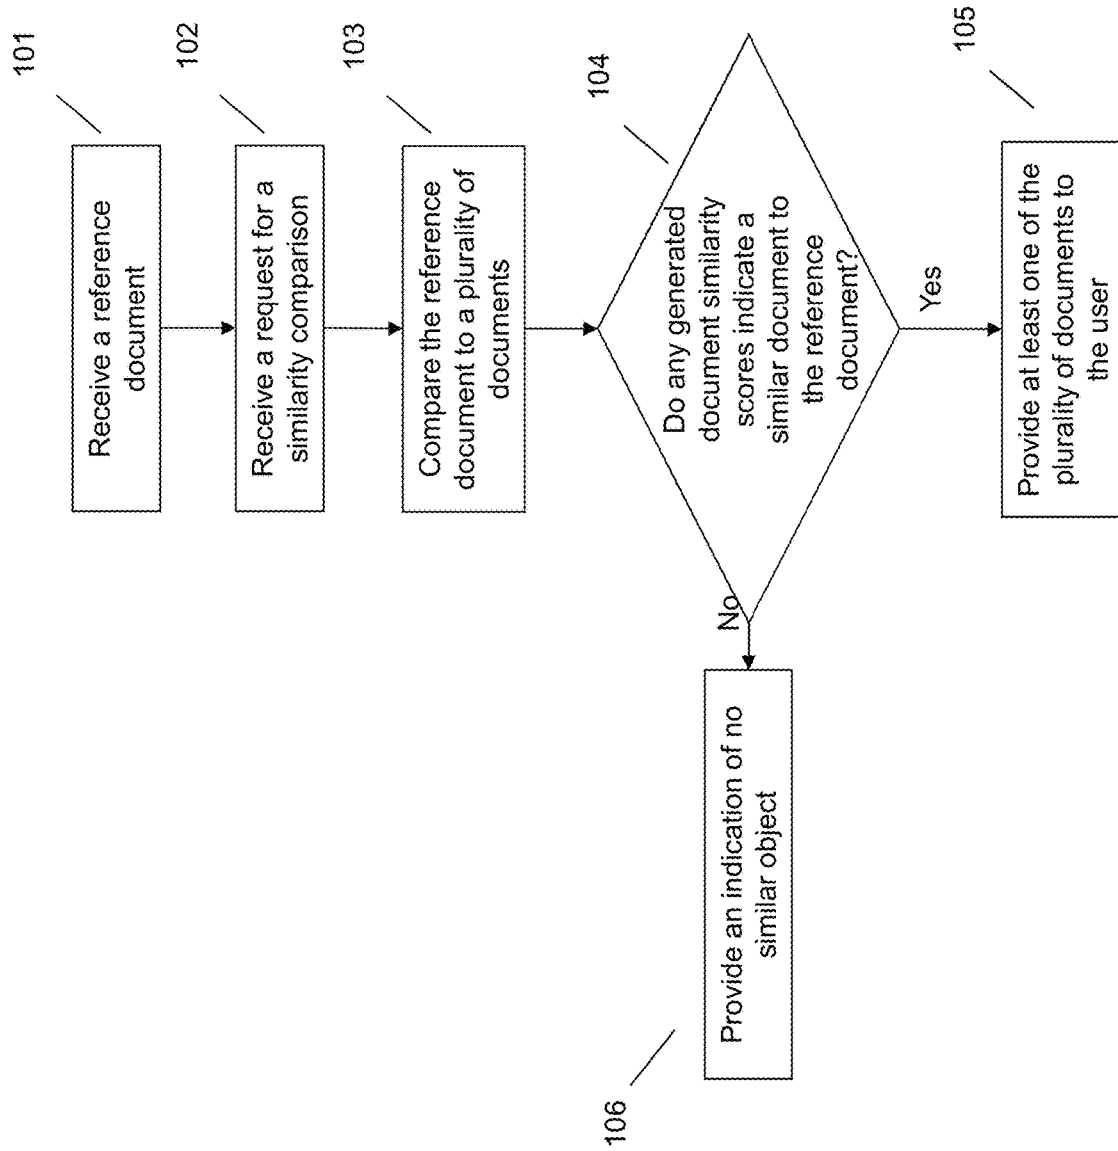 101
Receive a reference
document
102
Receive a request for a
similarity comparison
103
Compare the reference
document to a plurality of
documents
104
Do any generated
document similarity
scores indicate a
similar document to
the reference
document?
No
Yes
106
Provide an indication of no
similar object
105
Provide at least one of the
plurality of documents to
the user